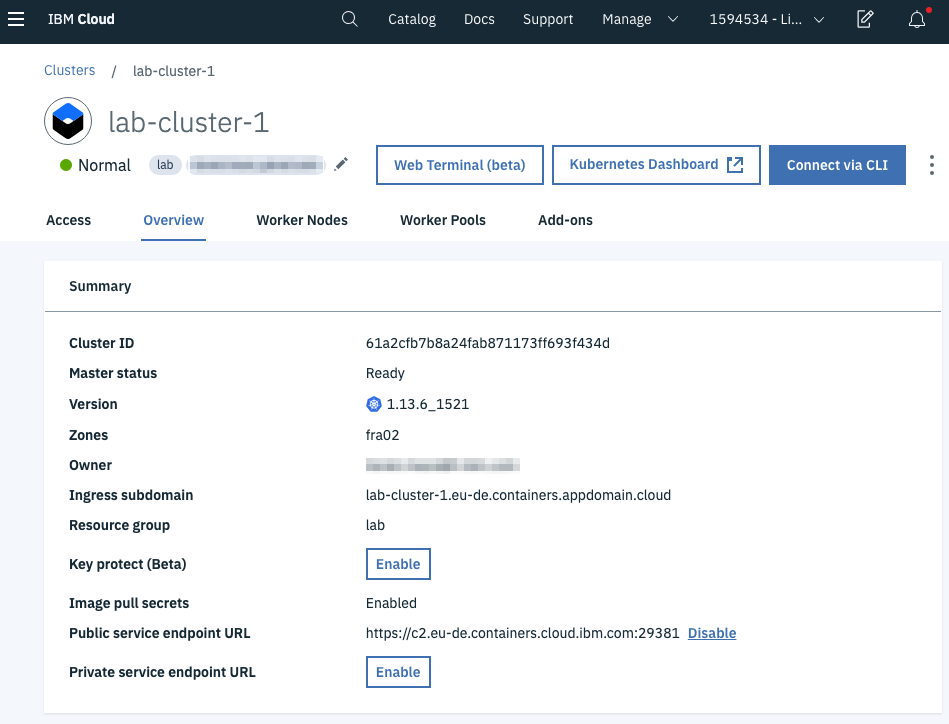 IBM Cloud Catalog Docs Support Manage 1594534 - Li...
Clusters / lab-cluster-1
lab-cluster-1
Normal lab Web Terminal (beta) Kubernetes Dashboard Connect via CLI
Access Overview Worker Nodes Worker Pools Add-ons
Summary
Cluster ID 61a2cfb7b8a24fab871173ff693f434d
Master status Ready
Version 1.13.6_1521
Zones fra02
Owner
Ingress subdomain lab-cluster-1.eu-de.containers.appdomain.cloud
Resource group lab
Key protect (Beta) Enable
Image pull secrets Enabled
Public service endpoint URL https://c2.eu-de.containers.cloud.ibm.com:29381 Disable
Private service endpoint URL Enable